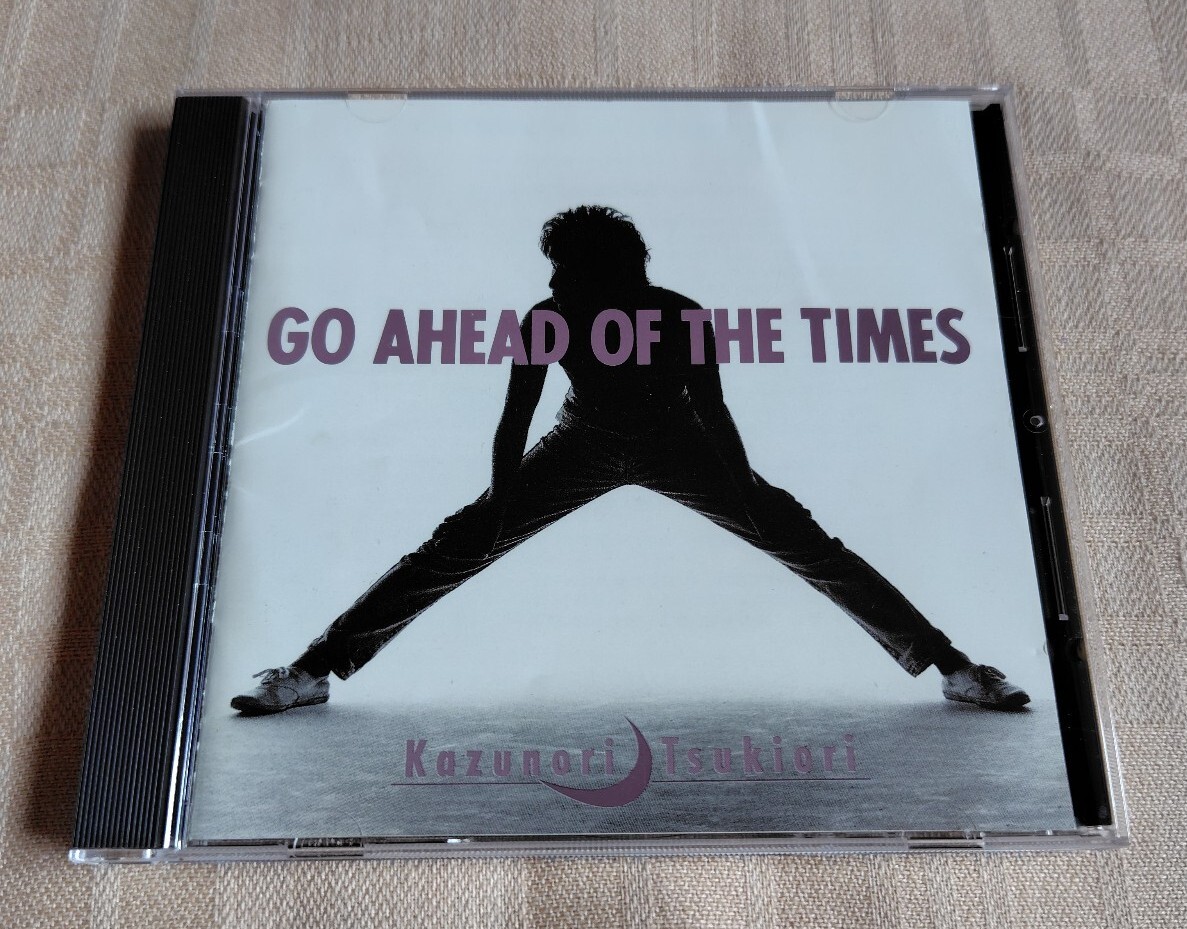 GO AHEAD OF THE TIMES
Kazunori Tsukiori